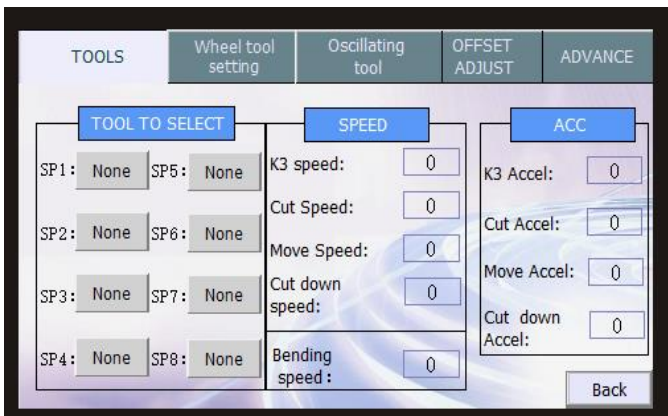 TOOLS
Wheel tool
setting
Oscillating
tool
OFFSET
ADJUST
ADVANCE
TOOL TO SELECT
SP1: None SP5: None
SP2: None SP6: None
SP3: None SP7: None
SP4: None SP8: None
SPEED
K3 speed: 0
Cut Speed: 0
Move Speed: 0
Cut down
speed: 0
Bending
speed: 0
ACC
K3 Accel: 0
Cut Accel: 0
Move Accel: 0
Cut down
Accel: 0
Back